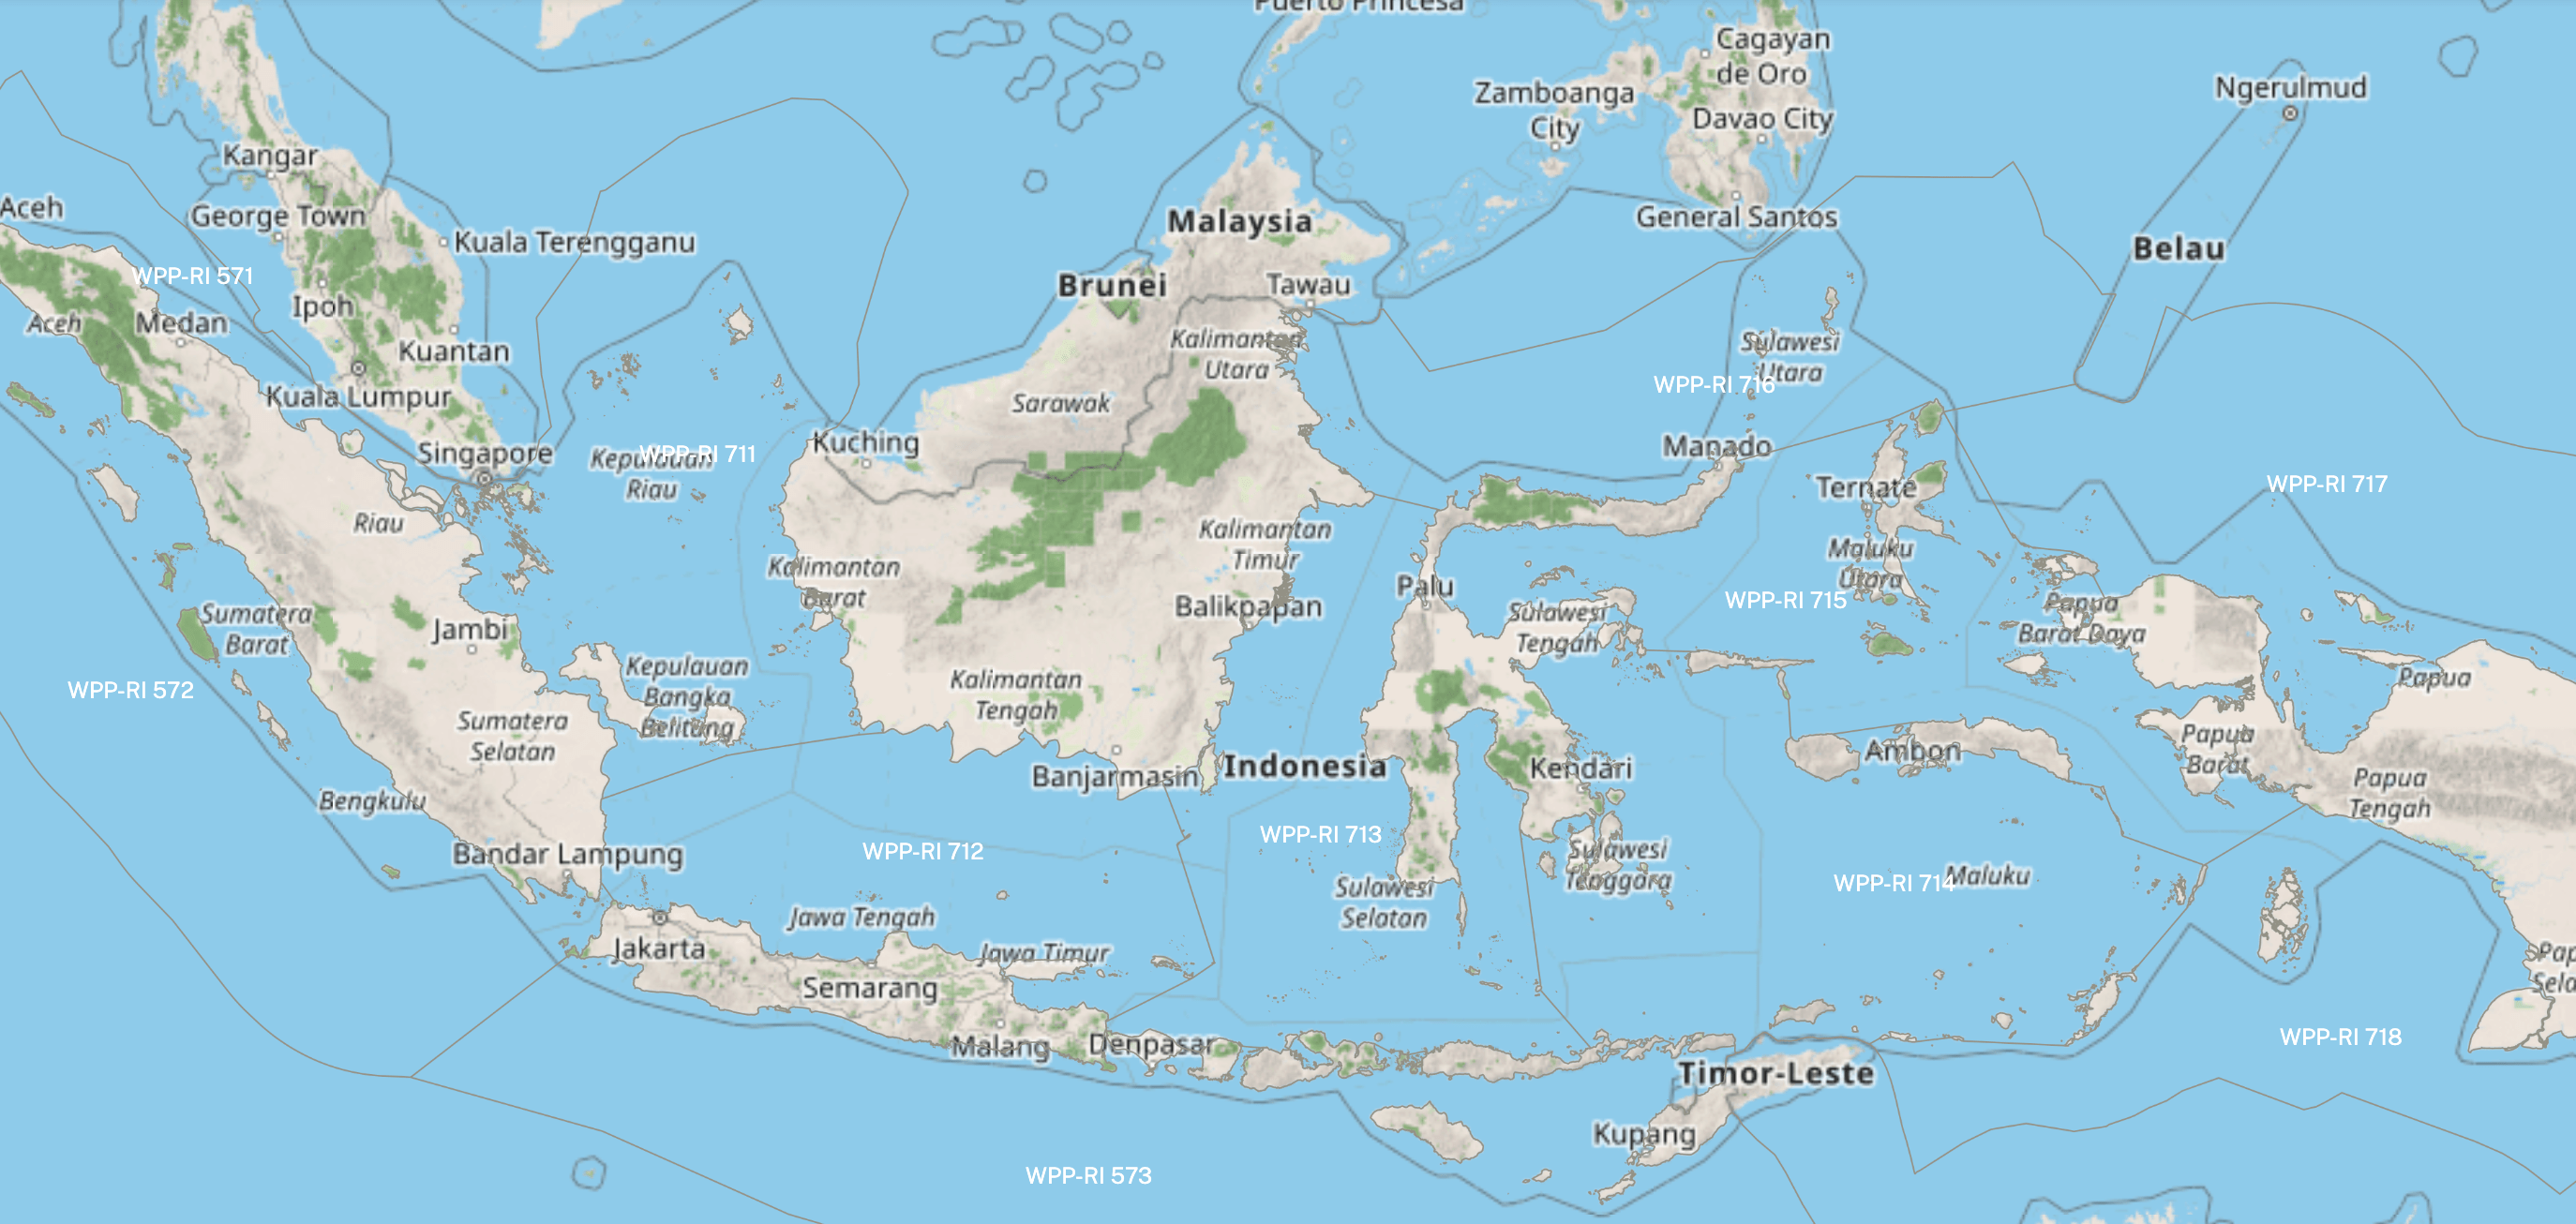 Puerto Princesa
Cagayan
de Oro
Zamboanga
City
Davao City
Ngerulmud
Kangar
Aceh
George Town
General Santos
Malaysia
Kuala Terengganu
Belau
WPP-RI 571
Brunei
Tawau
Ipoh
Aceh
Medan
Kalimantan
Utara
Sulawesi
Utara
Kuantan
WPP-RI 716
Kuala Lumpur
Sarawak
Kuching
Manado
Singapore
Kepulauan
Riau
WPP-RI 711
WPP-RI 717
Ternate
Riau
Kalimantan
Timur
Maluku
Utara
Kalimantan
Barat
Palu
WPP-RI 715
Balikpapan
Sumatera
Barat
Sulawesi
Tengah
Papua
Barat Daya
Jambi
Kepulauan
Bangka
Belitung
Kalimantan
Tengah
Papua
WPP-RI 572
Sumatera
Selatan
Papua
Barat
Ambon
Banjarmasin
Indonesia
Kendari
Papua
Tengah
Bengkulu
WPP-RI 713
Bandar Lampung
WPP-RI 712
Sulawesi
Tenggara
WPP-RI 714
Maluku
Sulawesi
Selatan
Jawa Tengah
Jakarta
Jawa Timur
Pap
Sela
Semarang
Malang
Denpasar
WPP-RI 718
Timor-Leste
Kupang
WPP-RI 573